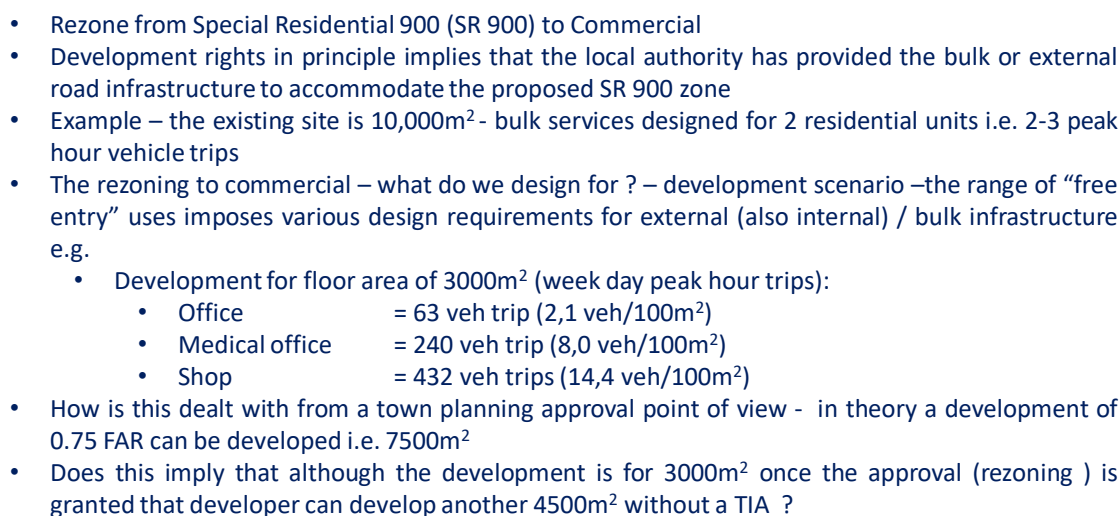 • Rezone from Special Residential 900 (SR 900) to Commercial
• Development rights in principle implies that the local authority has provided the bulk or external
road infrastructure to accommodate the proposed SR 900 zone
• Example – the existing site is 10,000m² - bulk services designed for 2 residential units i.e. 2-3 peak
hour vehicle trips
• The rezoning to commercial – what do we design for ? – development scenario –the range of “free
entry” uses imposes various design requirements for external (also internal) / bulk infrastructure
e.g.
• Development for floor area of 3000m² (week day peak hour trips):
• Office = 63 veh trip (2,1 veh/100m²)
• Medical office = 240 veh trip (8,0 veh/100m²)
• Shop = 432 veh trips (14,4 veh/100m²)
• How is this dealt with from a town planning approval point of view - in theory a development of
0.75 FAR can be developed i.e. 7500m²
• Does this imply that although the development is for 3000m² once the approval (rezoning ) is
granted that developer can develop another 4500m² without a TIA ?